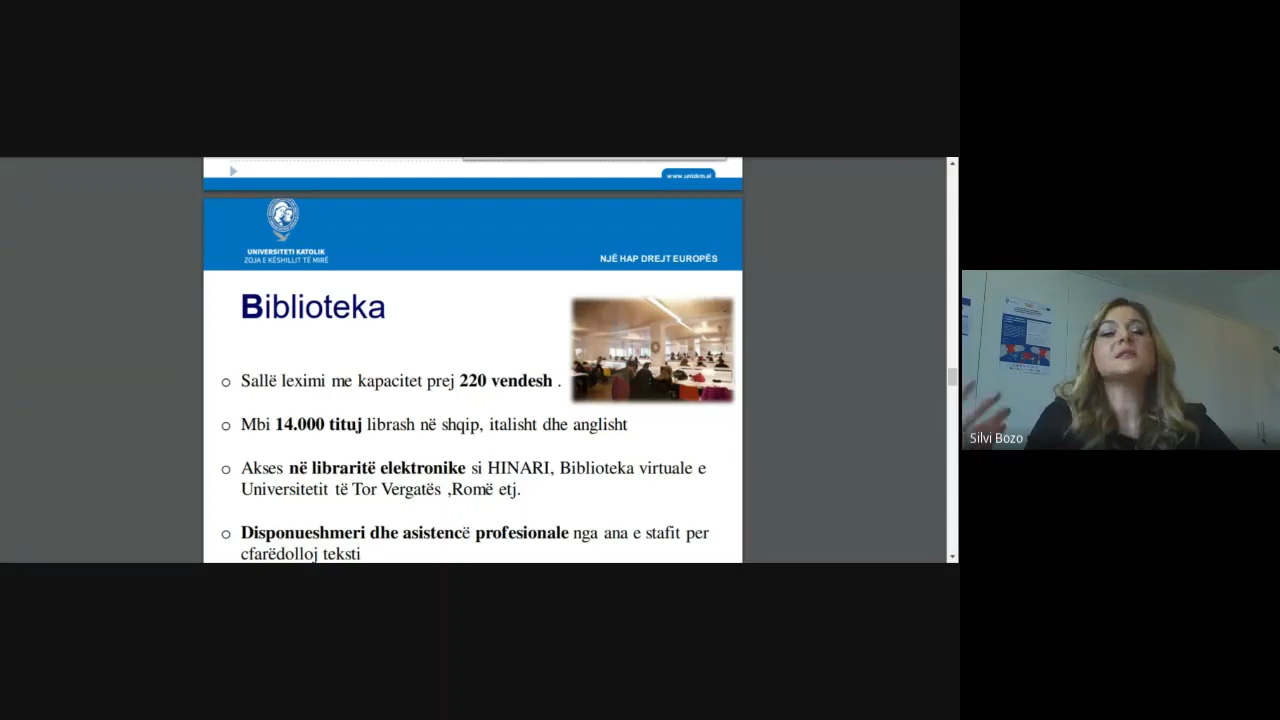 www.unizkm.al
UNIVERSITETI KATOLIK
ZOJA E KËSHILLIT TË MIRË
NJË HAP DREJT EUROPËS
Biblioteka
o Sallë leximi me kapacitet prej 220 vendesh .
o Mbi 14.000 tituj librash në shqip, italisht dhe anglisht
o Akses në libraritë elektronike si HINARI, Biblioteka virtuale e
Universitetit të Tor Vergatës ,Romë etj.
o Disponueshmeri dhe asistencë profesionale nga ana e stafit per
cfarëdolloj teksti
Silvi Bozo